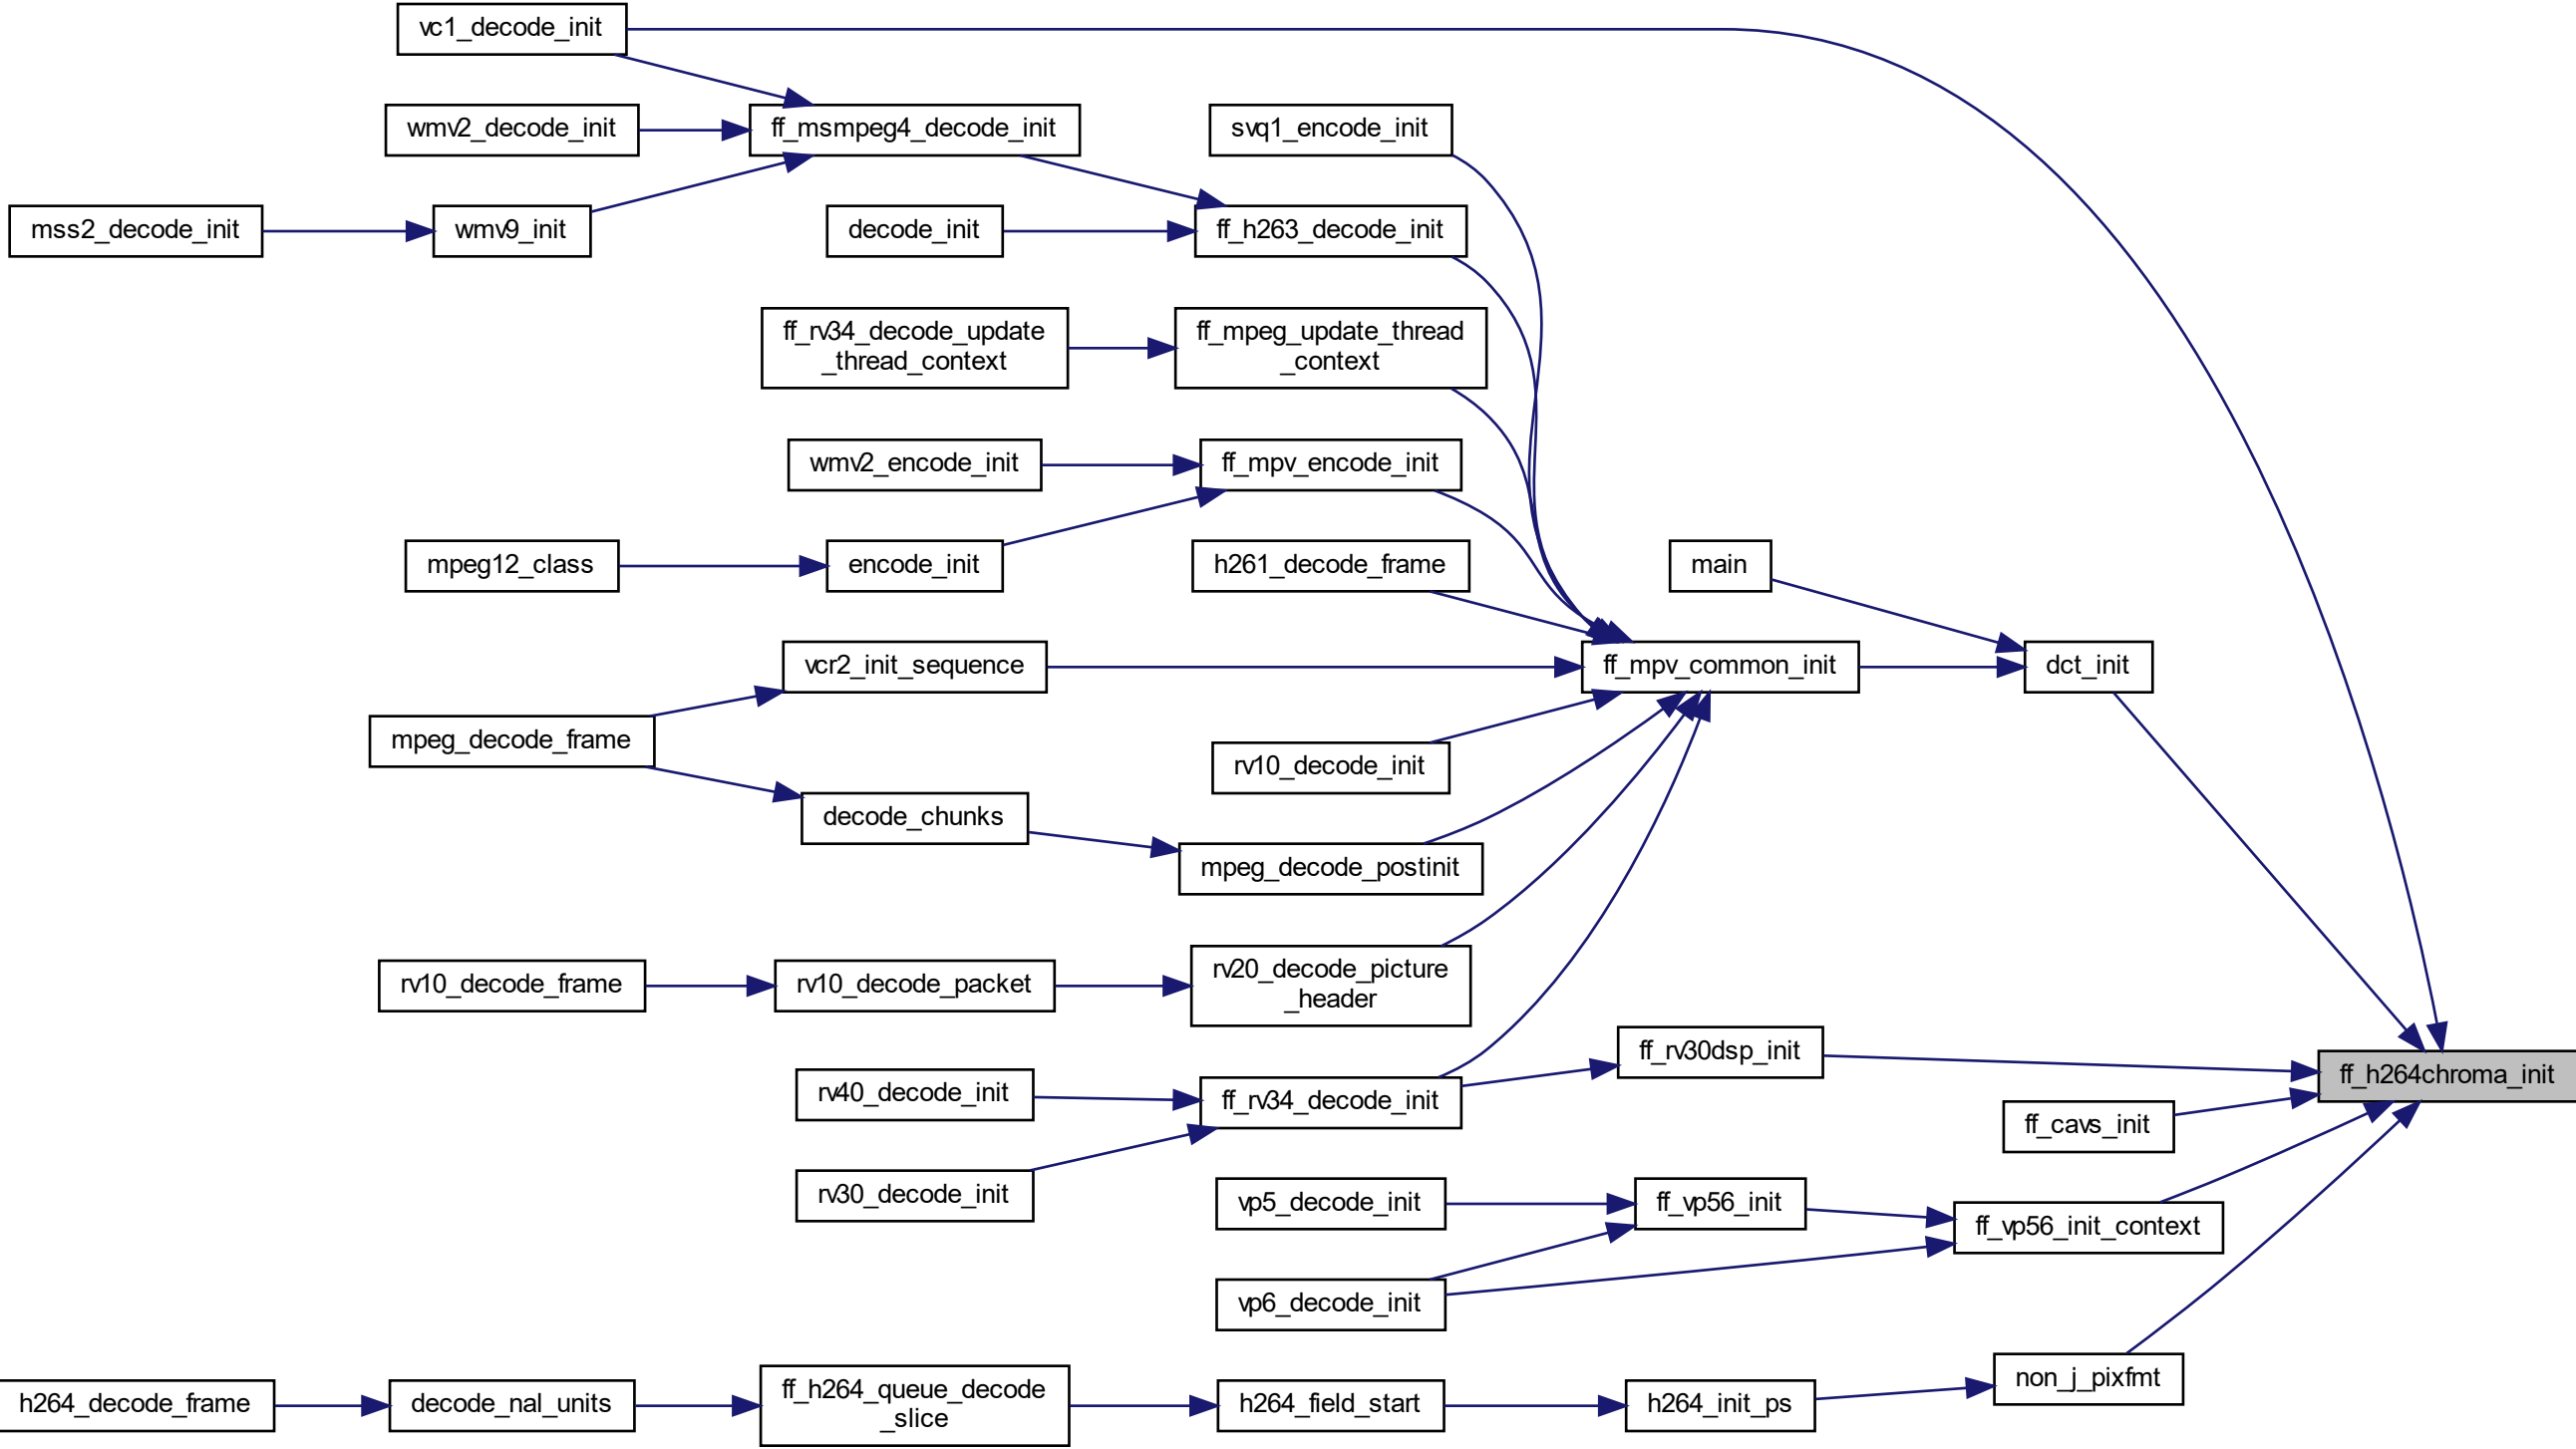 vc1_decode_init
wmv2_decode_init
ff_msmpeg4_decode_init
svq1_encode_init
mss2_decode_init
wmv9_init
decode_init
ff_h263_decode_init
ff_rv34_decode_update
_thread_context
ff_mpeg_update_thread
_context
wmv2_encode_init
ff_mpv_encode_init
mpeg12_class
encode_init
h261_decode_frame
main
vcr2_init_sequence
ff_mpv_common_init
dct_init
mpeg_decode_frame
rv10_decode_init
decode_chunks
mpeg_decode_postinit
rv10_decode_frame
rv10_decode_packet
rv20_decode_picture
_header
ff_rv30dsp_init
ff_h264chroma_init
rv40_decode_init
ff_rv34_decode_init
ff_cavs_init
rv30_decode_init
vp5_decode_init
ff_vp56_init
ff_vp56_init_context
vp6_decode_init
non_j_pixfmt
h264_decode_frame
decode_nal_units
ff_h264_queue_decode
_slice
h264_field_start
h264_init_ps